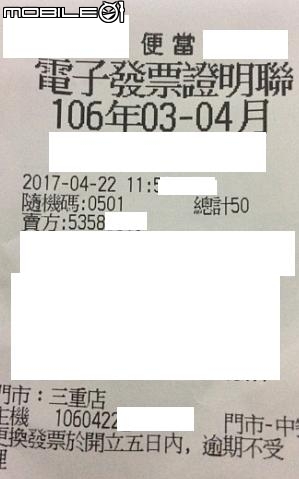 MOBILE01
便當
電子發票證明聯
106年03-04月
2017-04-22 11:5
隨機碼:0501 總計50
賣方:5358
門市：三重店
主機 1060422 門市-中
更換發票於開立五日內，逾期不受
理